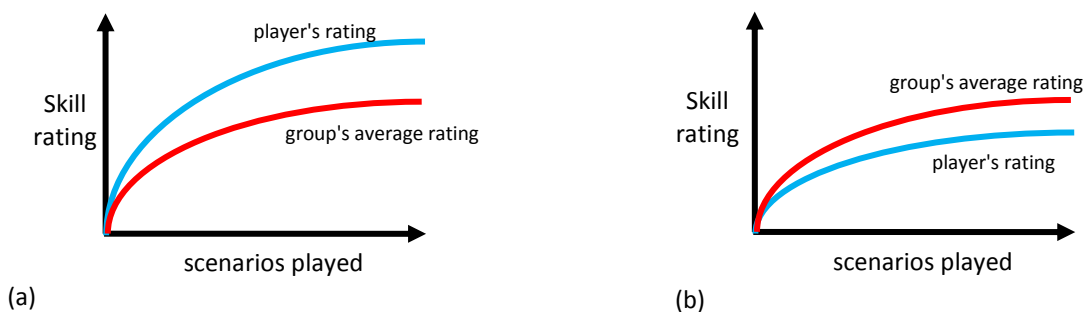 player's rating
Skill
rating
group's average rating
scenarios played
(a)
group's average rating
Skill
rating
player's rating
scenarios played
(b)